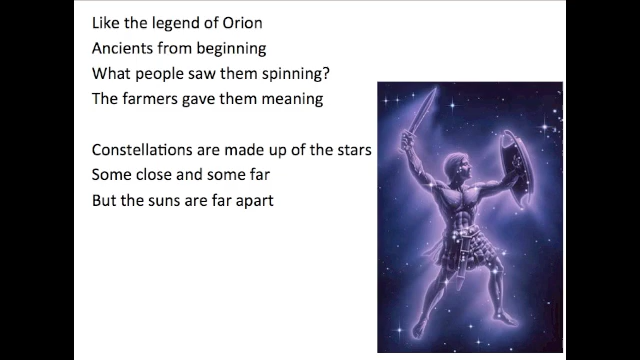 Like the legend of Orion
Ancients from beginning
What people saw them spinning?
The farmers gave them meaning
Constellations are made up of the stars
Some close and some far
But the suns are far apart